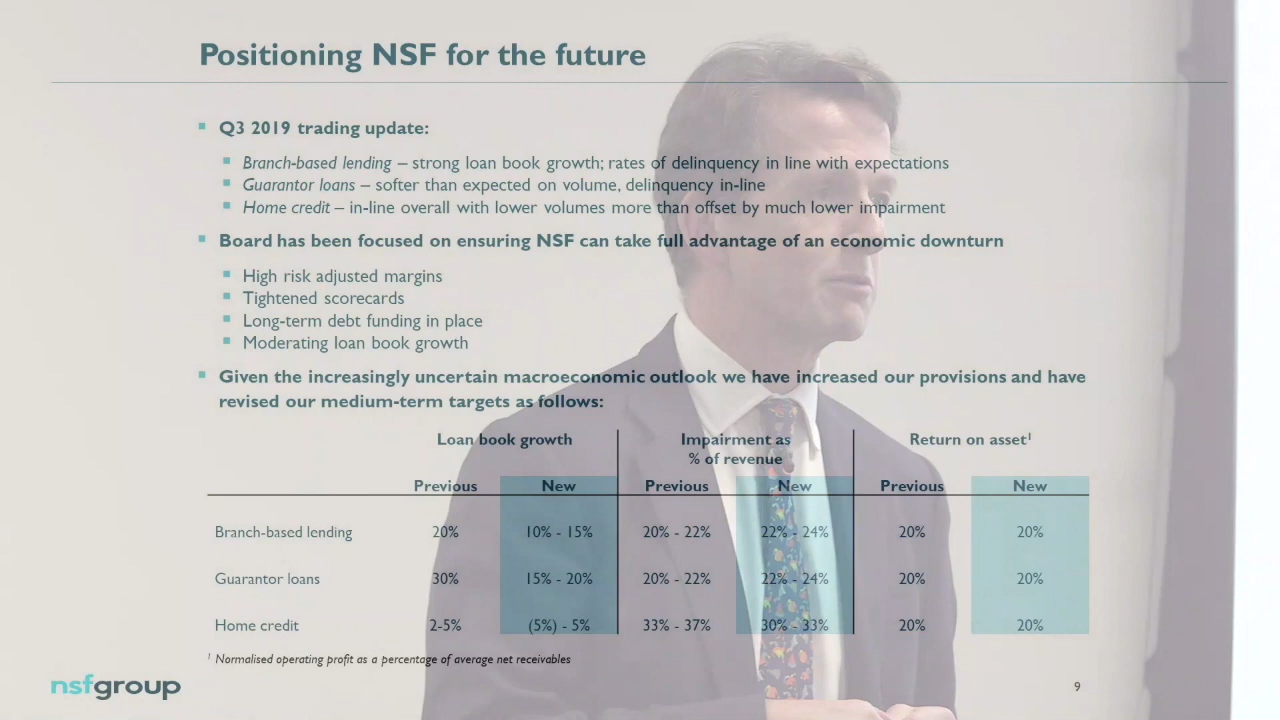 Positioning NSF for the future
Q3 2019 trading update:
Branch-based lending – strong loan book growth; rates of delinquency in line with expectations
Guarantor loans – softer than expected on volume, delinquency in-line
Home credit – in-line overall with lower volumes more than offset by much lower impairment
Board has been focused on ensuring NSF can take full advantage of an economic downturn
High risk adjusted margins
Tightened scorecards
Long-term debt funding in place
Moderating loan book growth
Given the increasingly uncertain macroeconomic outlook we have increased our provisions and have
revised our medium-term targets as follows:
Loan book growth Impairment as Return on asset¹
% of revenue
Previous New Previous New Previous New
Branch-based lending 20% 10% - 15% 20% - 22% 22% - 24% 20% 20%
Guarantor loans 30% 15% - 20% 20% - 22% 22% - 24% 20% 20%
Home credit 2-5% (5%) - 5% 33% - 37% 30% - 33% 20% 20%
¹ Normalised operating profit as a percentage of average net receivables
nsfgroup 9